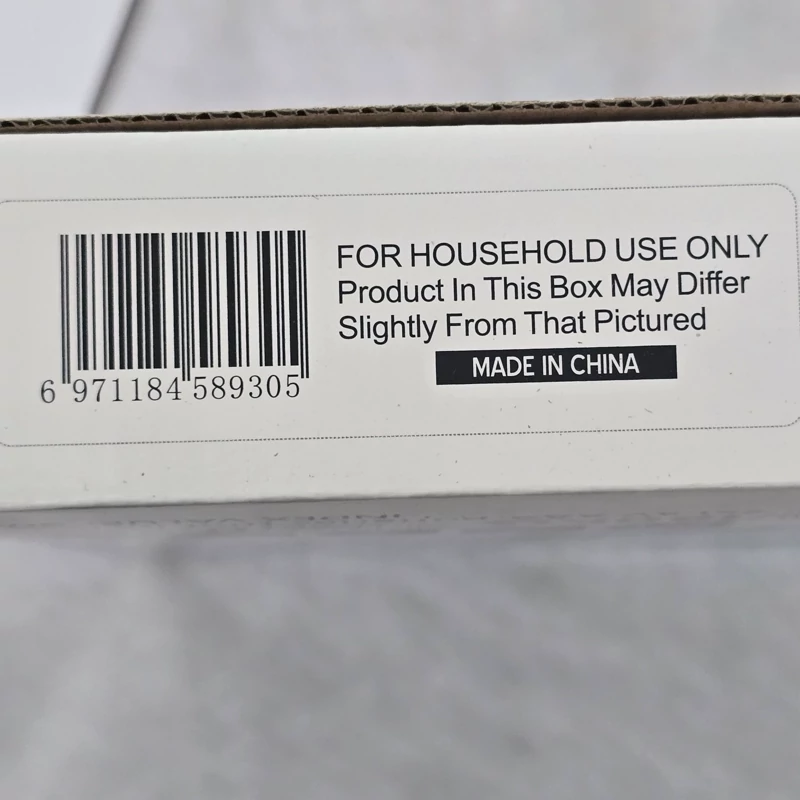 FOR HOUSEHOLD USE ONLY
Product In This Box May Differ
Slightly From That Pictured
MADE IN CHINA
6 971184 589305